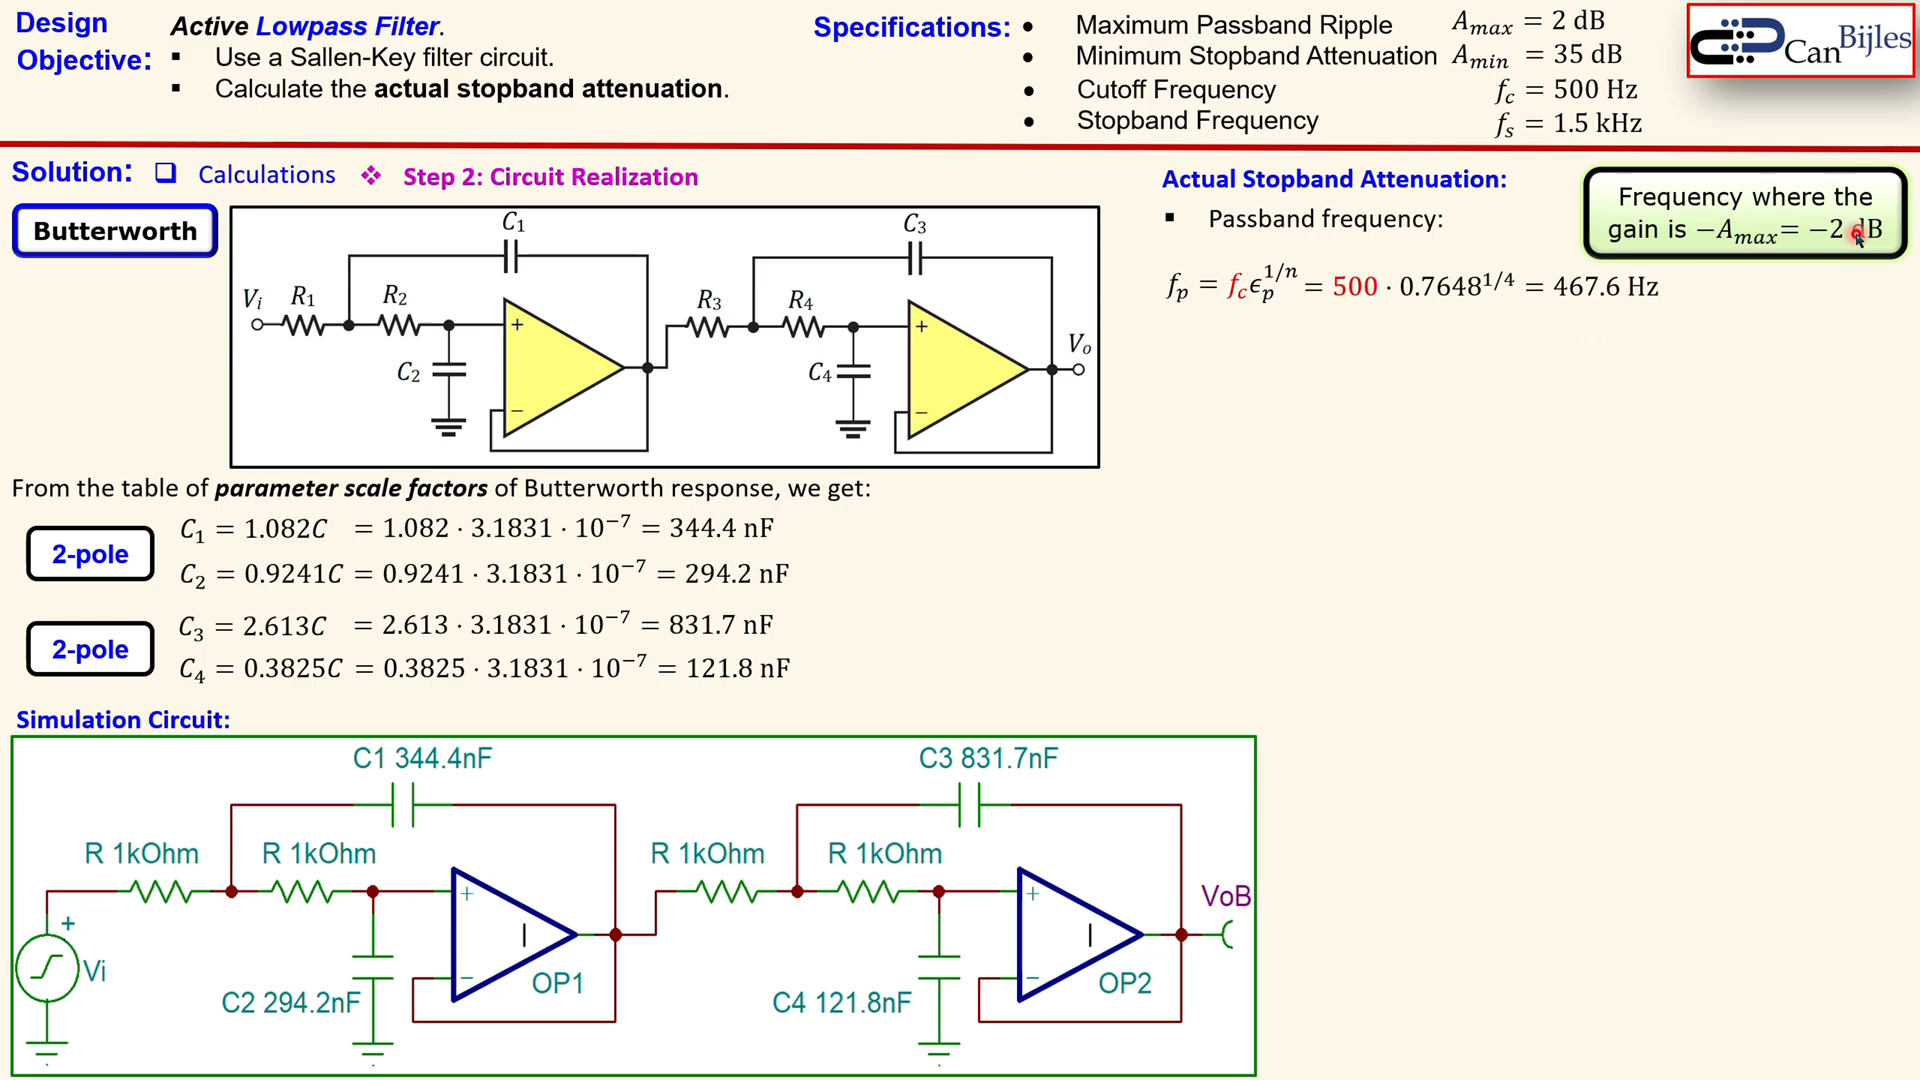 Design Objective:
Active Lowpass Filter.
▪ Use a Sallen-Key filter circuit.
▪ Calculate the actual stopband attenuation.
Specifications:
• Maximum Passband Ripple A_max = 2 dB
• Minimum Stopband Attenuation A_min = 35 dB
• Cutoff Frequency f_c = 500 Hz
• Stopband Frequency f_s = 1.5 kHz
CanBijles
Solution: ❑ Calculations ❖ Step 2: Circuit Realization
Butterworth
C₁
C₃
V_i R₁ R₂
R₃ R₄
+
+
V_o
C₂
C₄
−
−
Actual Stopband Attenuation:
▪ Passband frequency:
Frequency where the
gain is −A_max= −2 dB
f_p = f_c ϵ_p^{1/n} = 500 · 0.7648^{1/4} = 467.6 Hz
From the table of parameter scale factors of Butterworth response, we get:
2-pole
C₁ = 1.082C = 1.082 · 3.1831 · 10⁻⁷ = 344.4 nF
C₂ = 0.9241C = 0.9241 · 3.1831 · 10⁻⁷ = 294.2 nF
2-pole
C₃ = 2.613C = 2.613 · 3.1831 · 10⁻⁷ = 831.7 nF
C₄ = 0.3825C = 0.3825 · 3.1831 · 10⁻⁷ = 121.8 nF
Simulation Circuit:
C1 344.4nF
C3 831.7nF
R 1kOhm R 1kOhm
R 1kOhm R 1kOhm
VoB
+
+
+
Vi
−
−
OP1
OP2
C2 294.2nF
C4 121.8nF